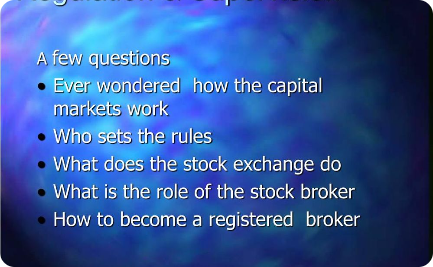 A few questions
• Ever wondered how the capital
markets work
• Who sets the rules
• What does the stock exchange do
• What is the role of the stock broker
• How to become a registered broker